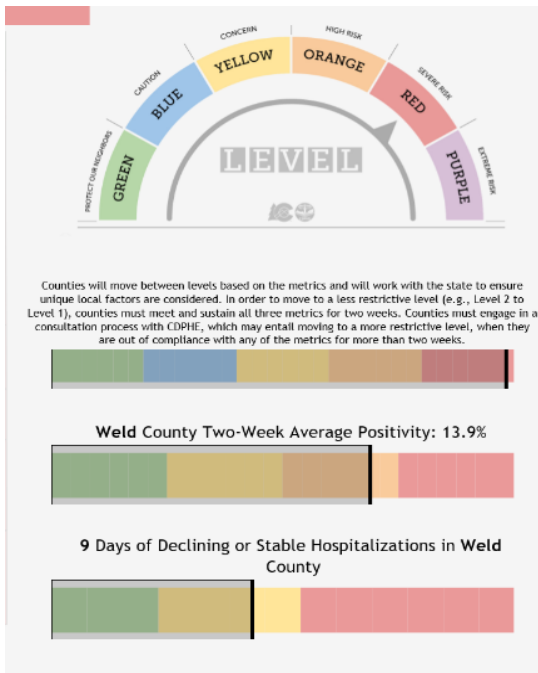 CONCERN
HIGH RISK
YELLOW
ORANGE
CAUTION
SEVERE RISK
BLUE
RED
LEVEL
PROTECT OUR NEIGHBORS
GREEN
PURPLE
EXTREME RISK
Counties will move between levels based on the metrics and will work with the state to ensure
unique local factors are considered. In order to move to a less restrictive level (e.g., Level 2 to
Level 1), counties must meet and sustain all three metrics for two weeks. Counties must engage in a
consultation process with CDPHE, which may entail moving to a more restrictive level, when they
are out of compliance with any of the metrics for more than two weeks.
Weld County Two-Week Average Positivity: 13.9%
9 Days of Declining or Stable Hospitalizations in Weld
County